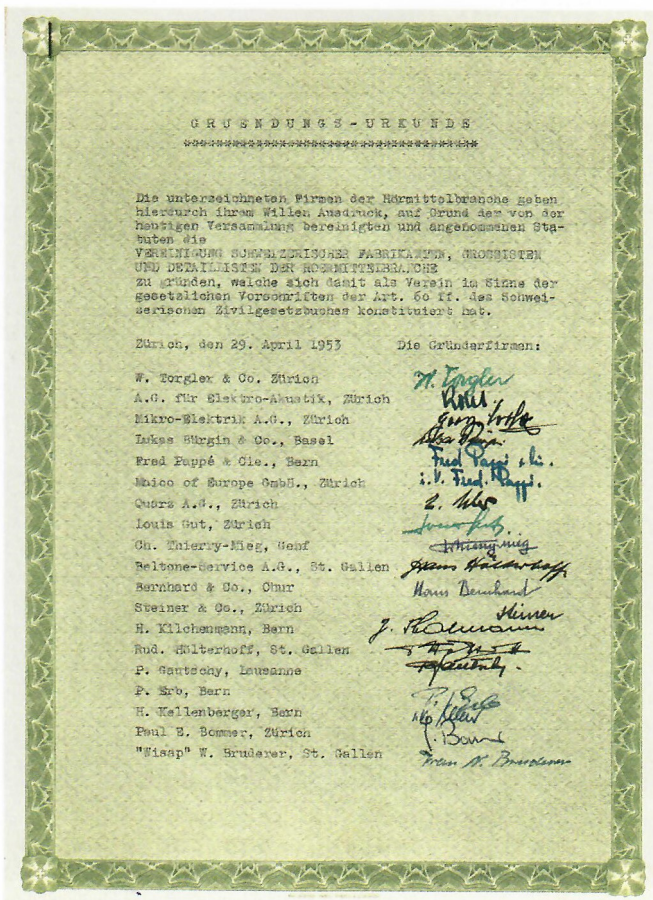 GRUENDUNGS-URKUNDE
Die unterzeichneten Firmen der Hörmittelbranche geben
hierdurch ihrem Willen Ausdruck, auf Grund der von der
heutigen Versammlung bereinigten und angenommenen Sta-
tuten die
VEREINIGUNG SCHWEIZERISCHER FABRIKANTEN, GROSSISTEN
UND DETAILLISTEN DER HOERMITTELBRANCHE
zu gründen, welche sich damit als Verein im Sinne der
gesetzlichen Vorschriften der Art. 60 ff. des Schwei-
zerischen Zivilgesetzbuches konstituiert hat.
Zürich, den 29. April 1953 Die Gründerfirmen:
W. Torgler & Co. Zürich W. Torgler
A.G. für Elektro-Akustik, Zürich
Mikro-Elektrik A.G., Zürich
Lukas Bürgin & Co., Basel
Fred Pappé & Cie., Bern Fred Pappé
Maico of Europe GmbH., Zürich i.V. Fred. Pappé.
Quarz A.G., Zürich
Louis Gut, Zürich
Ch. Thierry-Mieg, Genf
Beltone-Service A.G., St. Gallen Hans Hölterhoff
Bernhard & Co., Chur Hans Bernhard
Steiner & Co., Zürich Steiner
H. Kilchenmann, Bern
Rud. Hölterhoff, St. Gallen
P. Gautschy, Lausanne
P. Erb, Bern P. Erb
H. Kellenberger, Bern
Paul E. Bommer, Zürich
"Wisap" W. Bruderer, St. Gallen Frau W. Bruderer